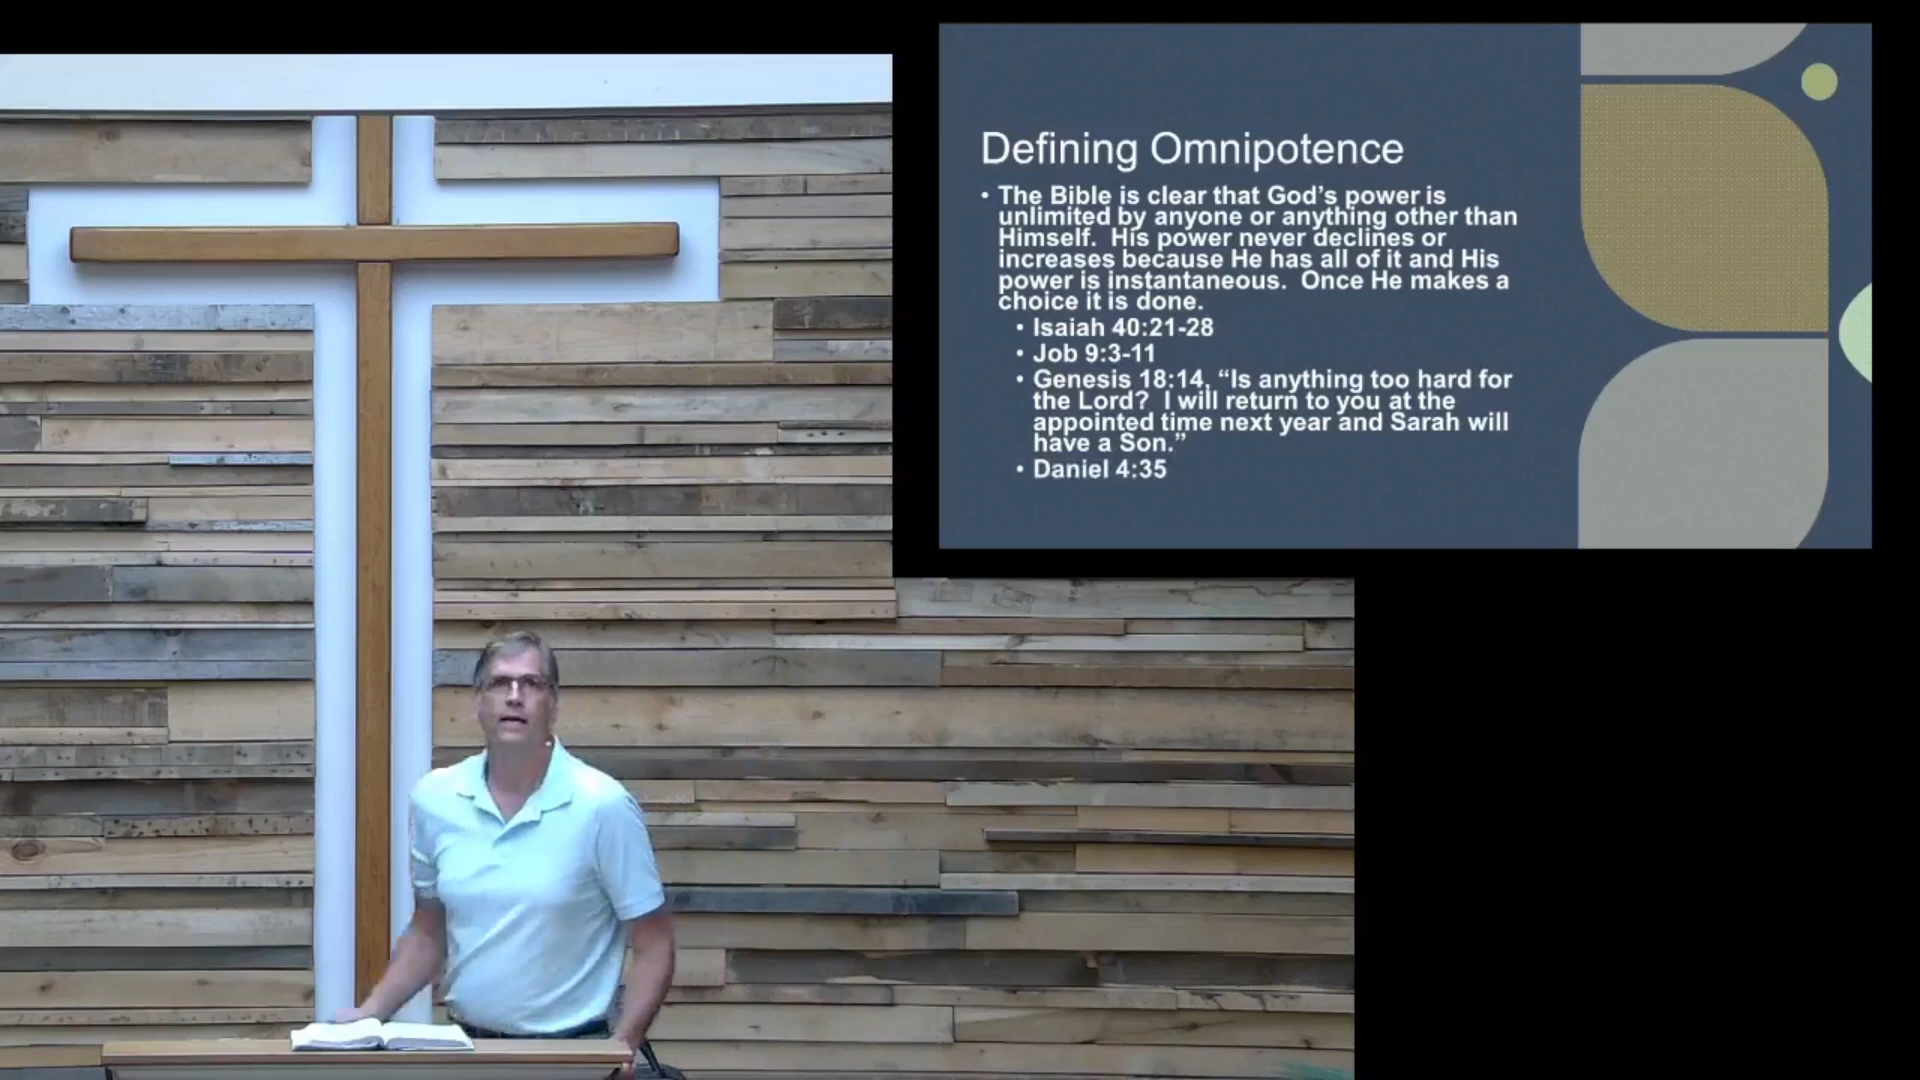 Defining Omnipotence
• The Bible is clear that God’s power is
unlimited by anyone or anything other than
Himself.  His power never declines or
increases because He has all of it and His
power is instantaneous.  Once He makes a
choice it is done.
• Isaiah 40:21-28
• Job 9:3-11
• Genesis 18:14, “Is anything too hard for
the Lord?  I will return to you at the
appointed time next year and Sarah will
have a Son.”
• Daniel 4:35